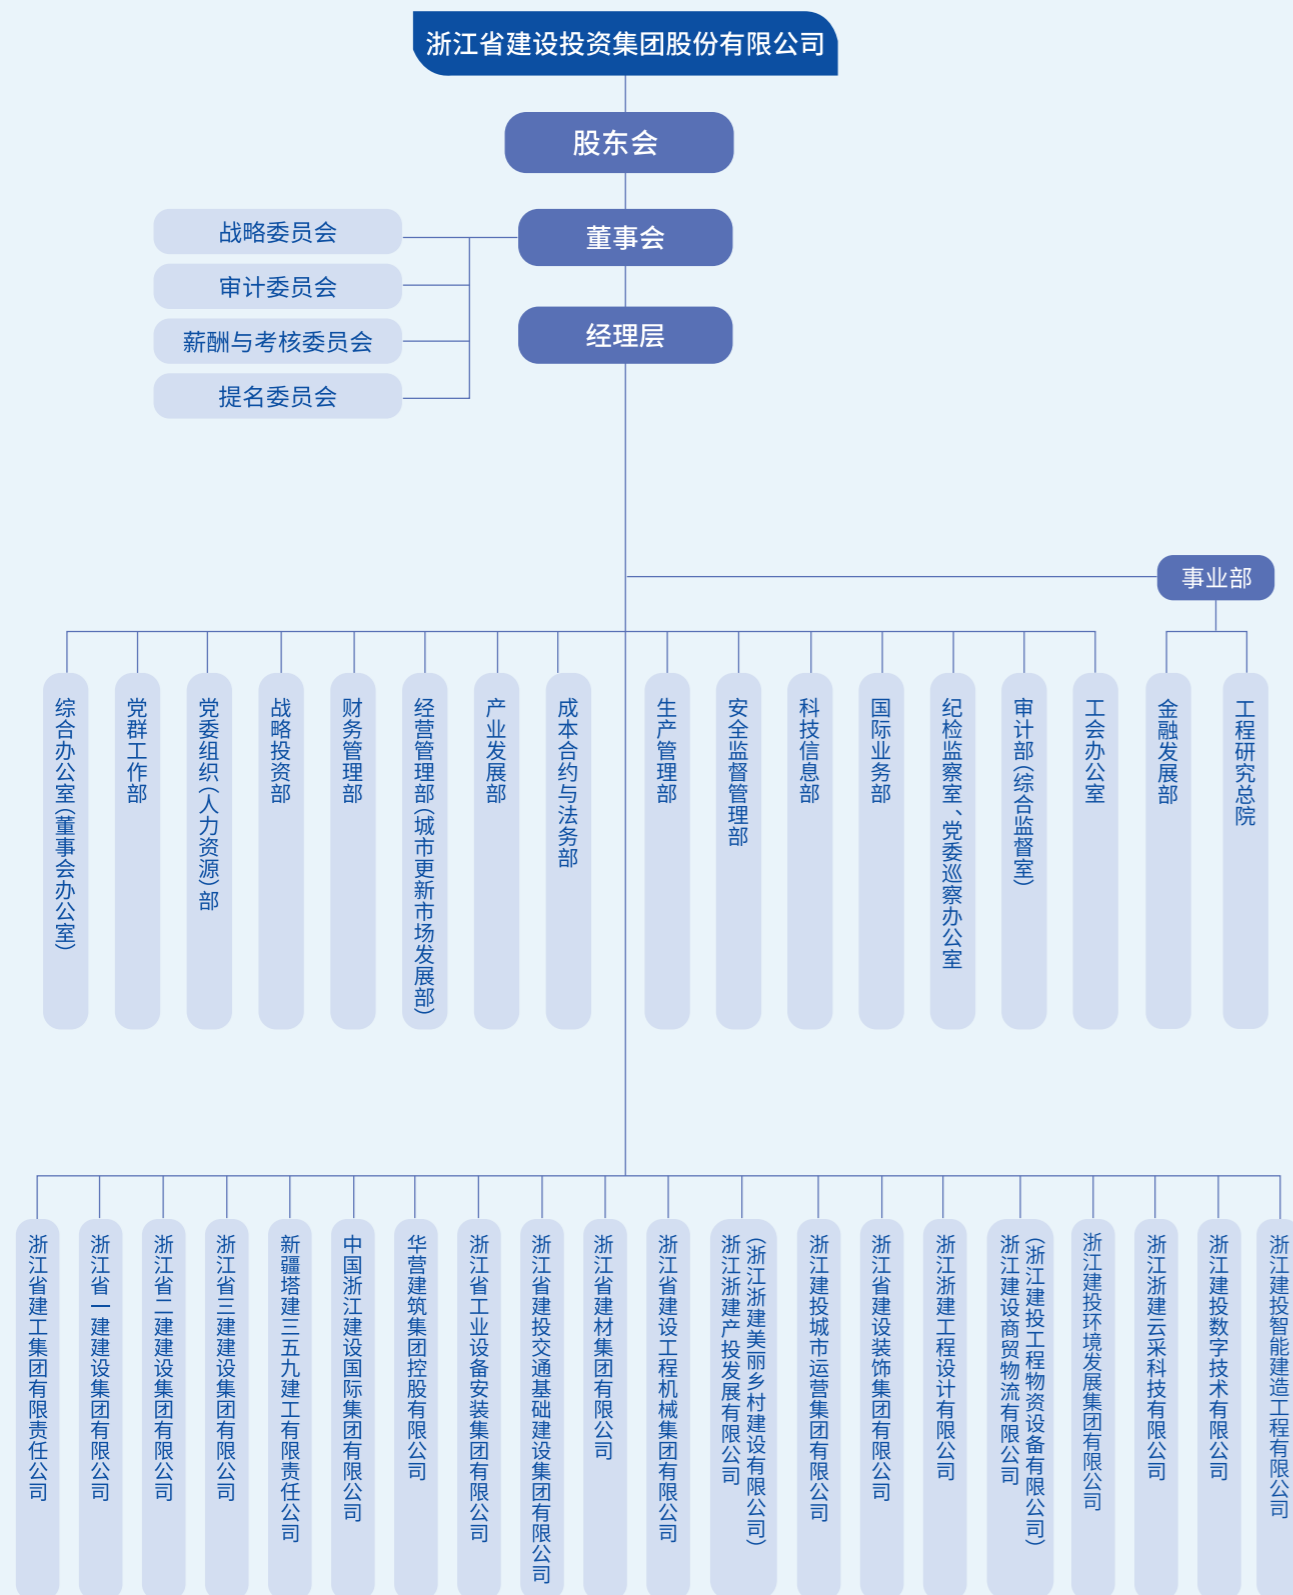 浙江省建设投资集团股份有限公司
股东会
董事会
战略委员会
审计委员会
薪酬与考核委员会
提名委员会
经理层
事业部
综合办公室(董事会办公室)
党群工作部
党委组织(人力资源)部
战略投资部
财务管理部
经营管理部(城市更新市场发展部)
产业发展部
成本合约与法务部
生产管理部
安全监督管理部
科技信息部
国际业务部
纪检监察室、党委巡察办公室
审计部(综合监督室)
工会办公室
金融发展部
工程研究总院
浙江省建工集团有限责任公司
浙江省一建建设集团有限公司
浙江省二建建设集团有限公司
浙江省三建建设集团有限公司
新疆塔建三五九建工有限责任公司
中国浙江建设国际集团有限公司
华营建筑集团控股有限公司
浙江省工业设备安装集团有限公司
浙江省建投交通基础建设集团有限公司
浙江省建材集团有限公司
浙江省建设工程机械集团有限公司
浙江浙建产投发展有限公司
(浙江浙建美丽乡村建设有限公司)
浙江建投城市运营集团有限公司
浙江省建设装饰集团有限公司
浙江浙建工程设计有限公司
浙江建设商贸物流有限公司
(浙江建投工程物资设备有限公司)
浙江建投环境发展集团有限公司
浙江浙建云采科技有限公司
浙江建投数字技术有限公司
浙江建投智能建造工程有限公司